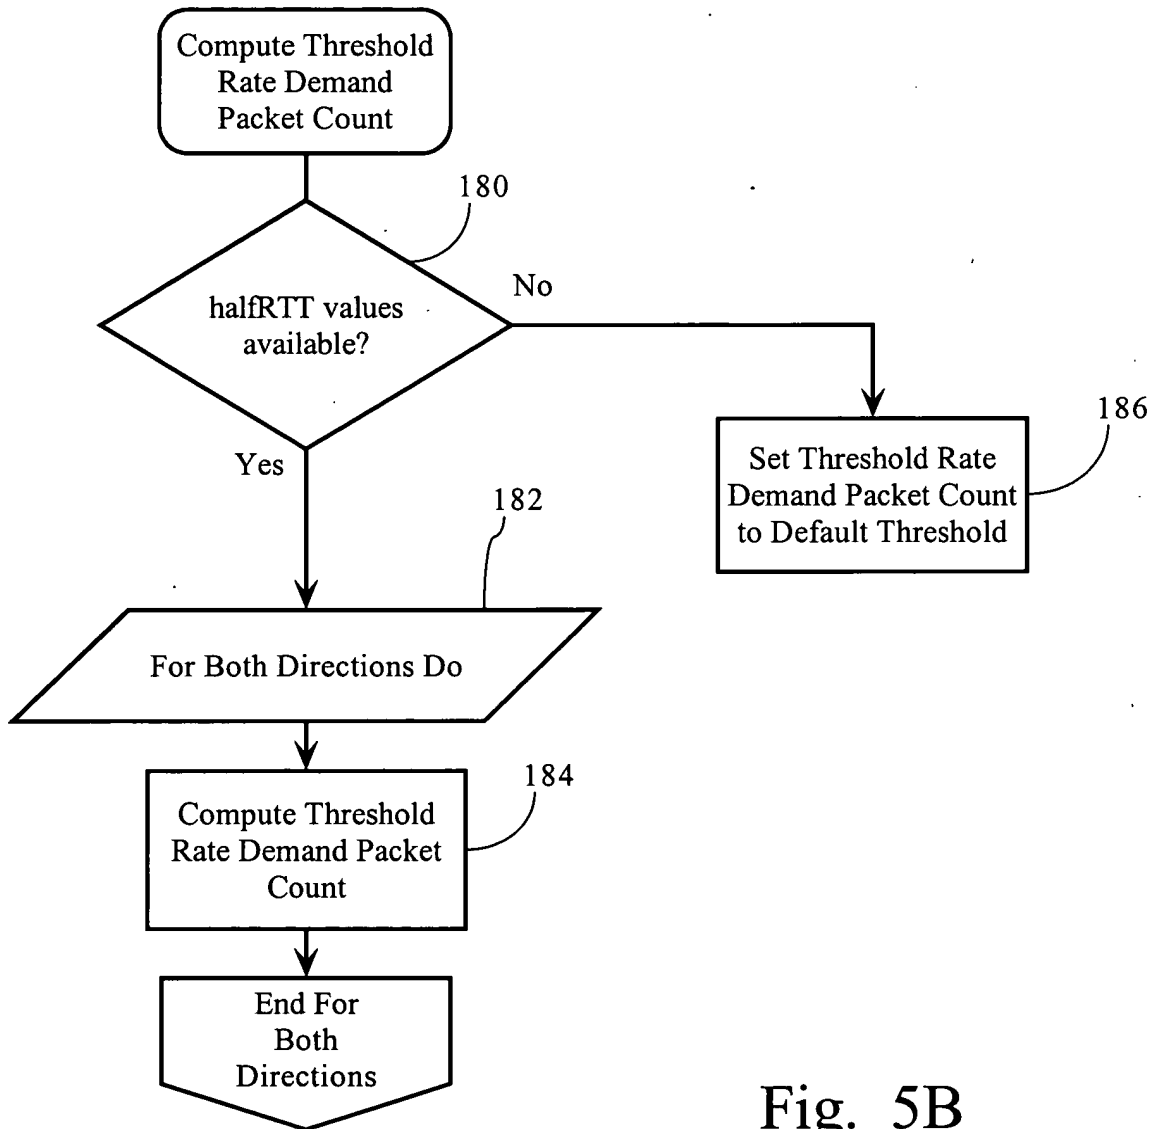 Compute Threshold
Rate Demand
Packet Count
180
halfRTT values
available?
No
Yes
186
Set Threshold Rate
Demand Packet Count
to Default Threshold
182
For Both Directions Do
184
Compute Threshold
Rate Demand Packet
Count
End For
Both
Directions
Fig. 5B